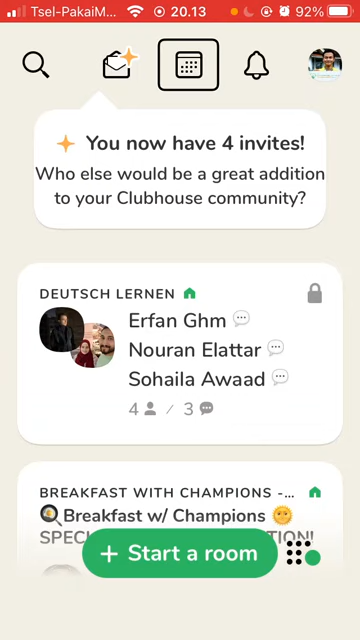 Tsel-PakaiM... 20.13 92%
You now have 4 invites!
Who else would be a great addition
to your Clubhouse community?
DEUTSCH LERNEN
Erfan Ghm
Nouran Elattar
Sohaila Awaad
4 / 3
BREAKFAST WITH CHAMPIONS -...
🍳Breakfast w/ Champions 🌞
+ Start a room